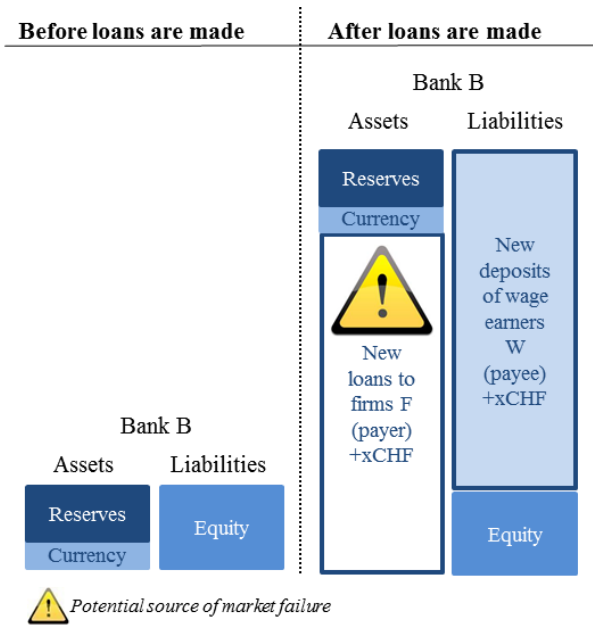 Before loans are made
After loans are made
Bank B
Assets
Liabilities
Reserves
Currency
New
loans to
firms F
(payer)
+xCHF
New
deposits
of wage
earners
W
(payee)
+xCHF
Equity
Bank B
Assets
Liabilities
Reserves
Currency
Equity
Potential source of market failure